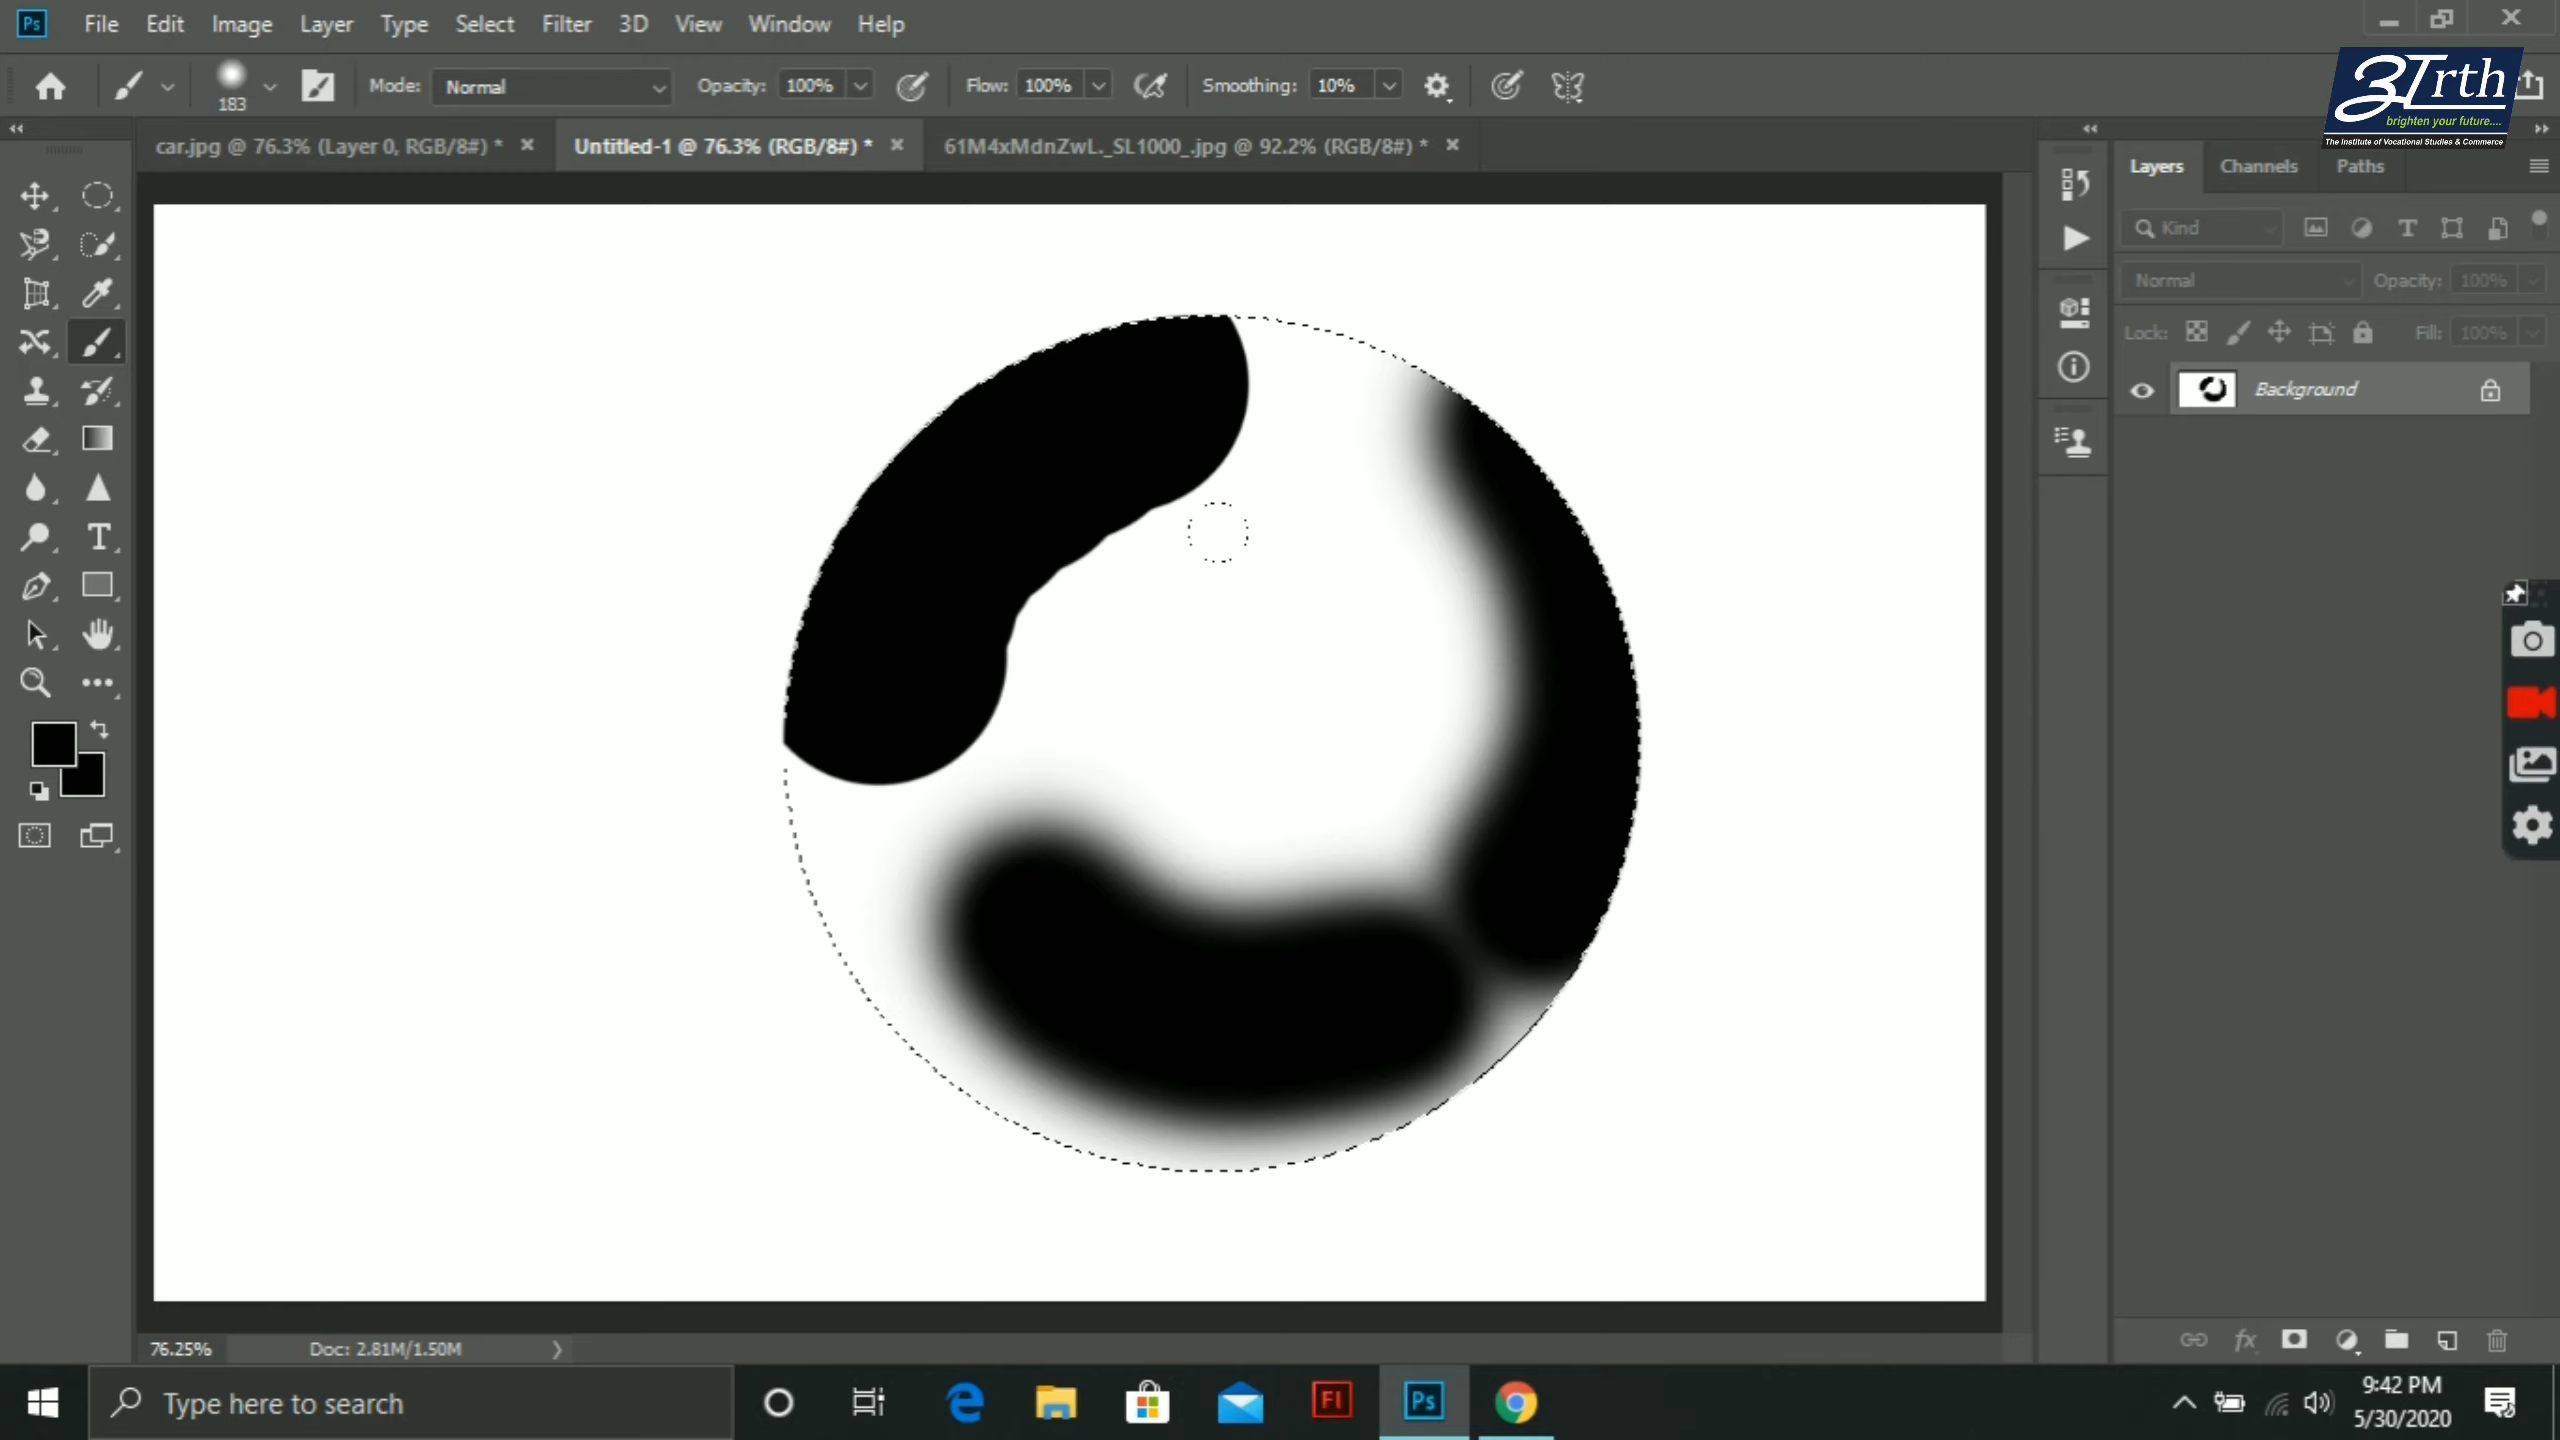 Ps File Edit Image Layer Type Select Filter 3D View Window Help
183 Mode: Normal Opacity: 100% Flow: 100% Smoothing: 10%
3Tirth
brighten your future....
The Institute of Vocational Studies & Commerce
car.jpg @ 76.3% (Layer 0, RGB/8#) * Untitled-1 @ 76.3% (RGB/8#) * 61M4xMdnZwL._SL1000_.jpg @ 92.2% (RGB/8#) *
Layers Channels Paths
Kind
Normal Opacity: 100%
Lock: Fill: 100%
Background
76.25% Doc: 2.81M/1.50M
Type here to search
Fl Ps
9:42 PM
5/30/2020